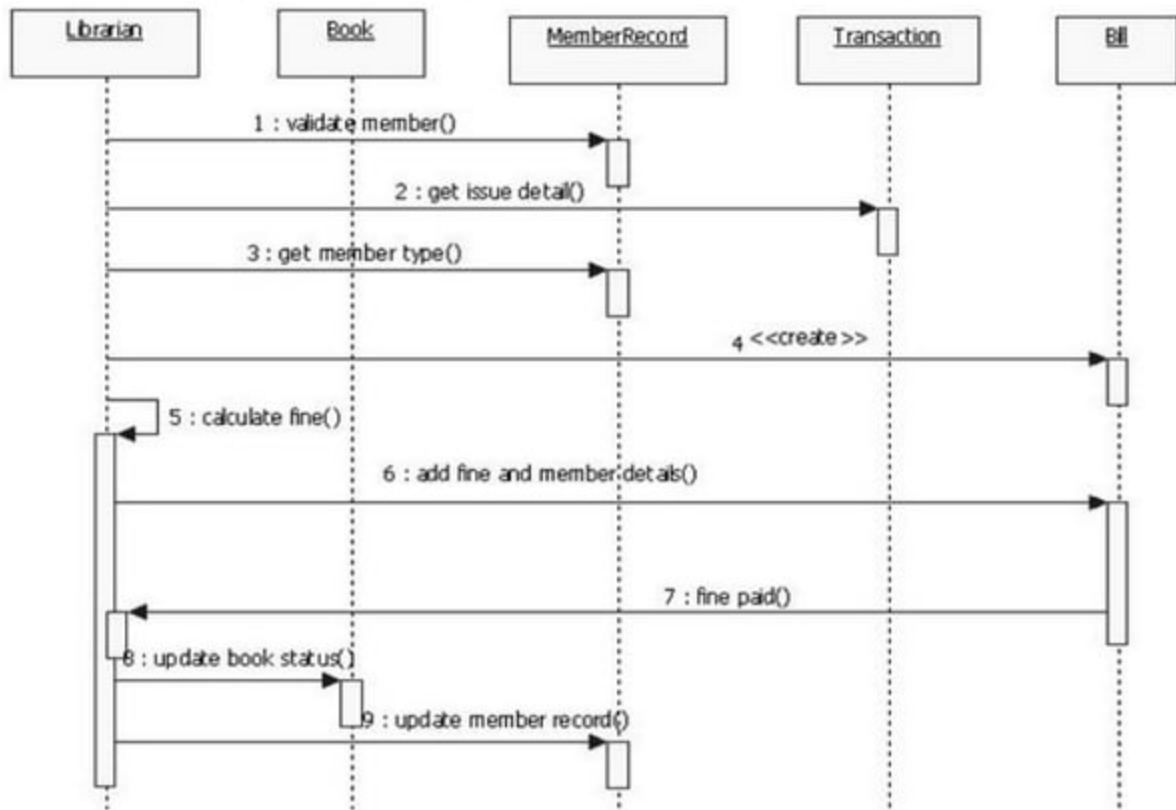 Librarian
Book
MemberRecord
Transaction
Bill
1 : validate member()
2 : get issue detail()
3 : get member type()
4 <<create>>
5 : calculate fine()
6 : add fine and member details()
7 : fine paid()
8 : update book status()
9 : update member record()